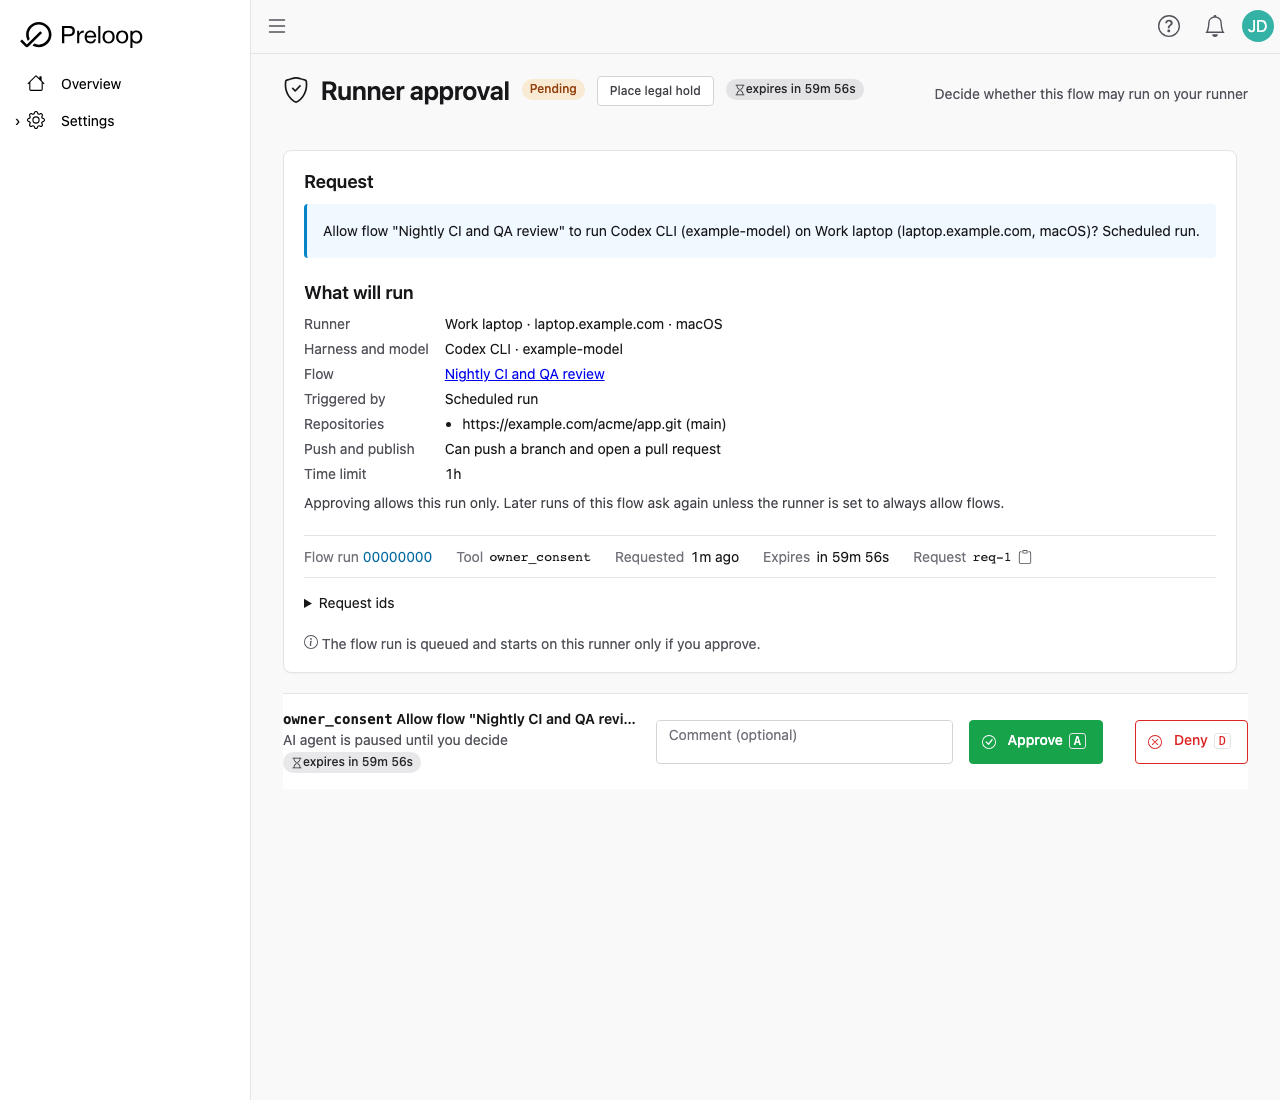 Preloop
Overview
Settings
JD
Runner approval
Pending
Place legal hold
expires in 59m 56s
Decide whether this flow may run on your runner
Request
Allow flow "Nightly CI and QA review" to run Codex CLI (example-model) on Work laptop (laptop.example.com, macOS)? Scheduled run.
What will run
Runner Work laptop · laptop.example.com · macOS
Harness and model Codex CLI · example-model
Flow Nightly CI and QA review
Triggered by Scheduled run
Repositories • https://example.com/acme/app.git (main)
Push and publish Can push a branch and open a pull request
Time limit 1h
Approving allows this run only. Later runs of this flow ask again unless the runner is set to always allow flows.
Flow run 00000000 Tool owner_consent Requested 1m ago Expires in 59m 56s Request req-1
Request ids
The flow run is queued and starts on this runner only if you approve.
owner_consent Allow flow "Nightly CI and QA revi...
AI agent is paused until you decide
expires in 59m 56s
Comment (optional)
Approve A
Deny D